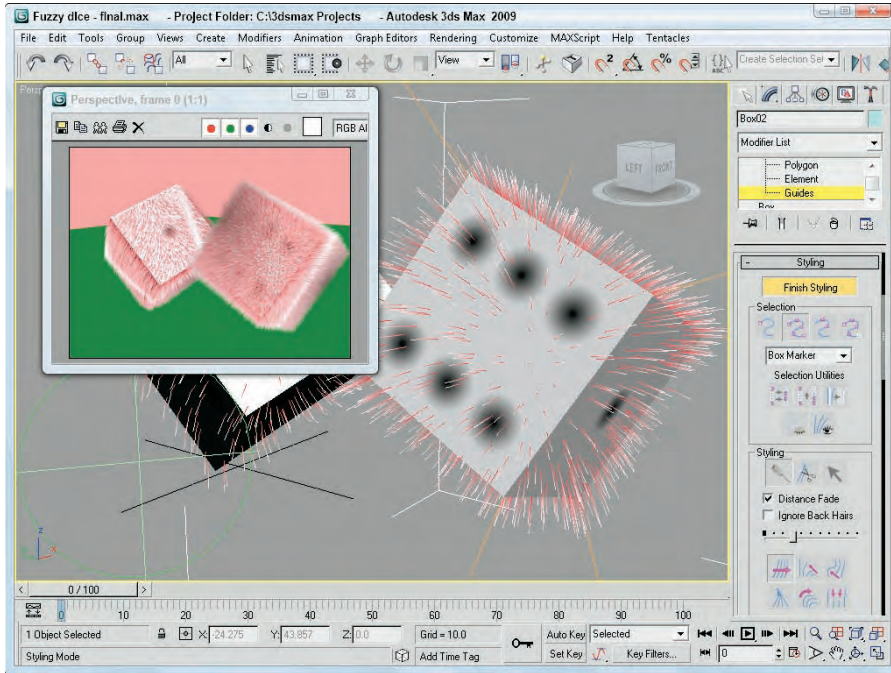 Fuzzy dIce - fInal.max - Project Folder: C:\3dsmax Projects - Autodesk 3ds Max 2009
File Edit Tools Group Views Create Modifiers Animation Graph Editors Rendering Customize MAXScript Help Tentacles
All View Create Selection Set
Perspective, frame 0 (1:1)
RGB Al
LEFT FRONT
Box02
Modifier List
Polygon
Element
Guides
Box
- Styling
Finish Styling
Selection
Box Marker
Selection Utilities
Styling
Distance Fade
Ignore Back Hairs
z
x
< 0 / 100 >
0 10 20 30 40 50 60 70 80 90 100
1 Object Selected X: -24.275 Y: 43.857 Z: 0.0 Grid = 10.0 Auto Key Selected
Styling Mode Add Time Tag Set Key Key Filters... 0